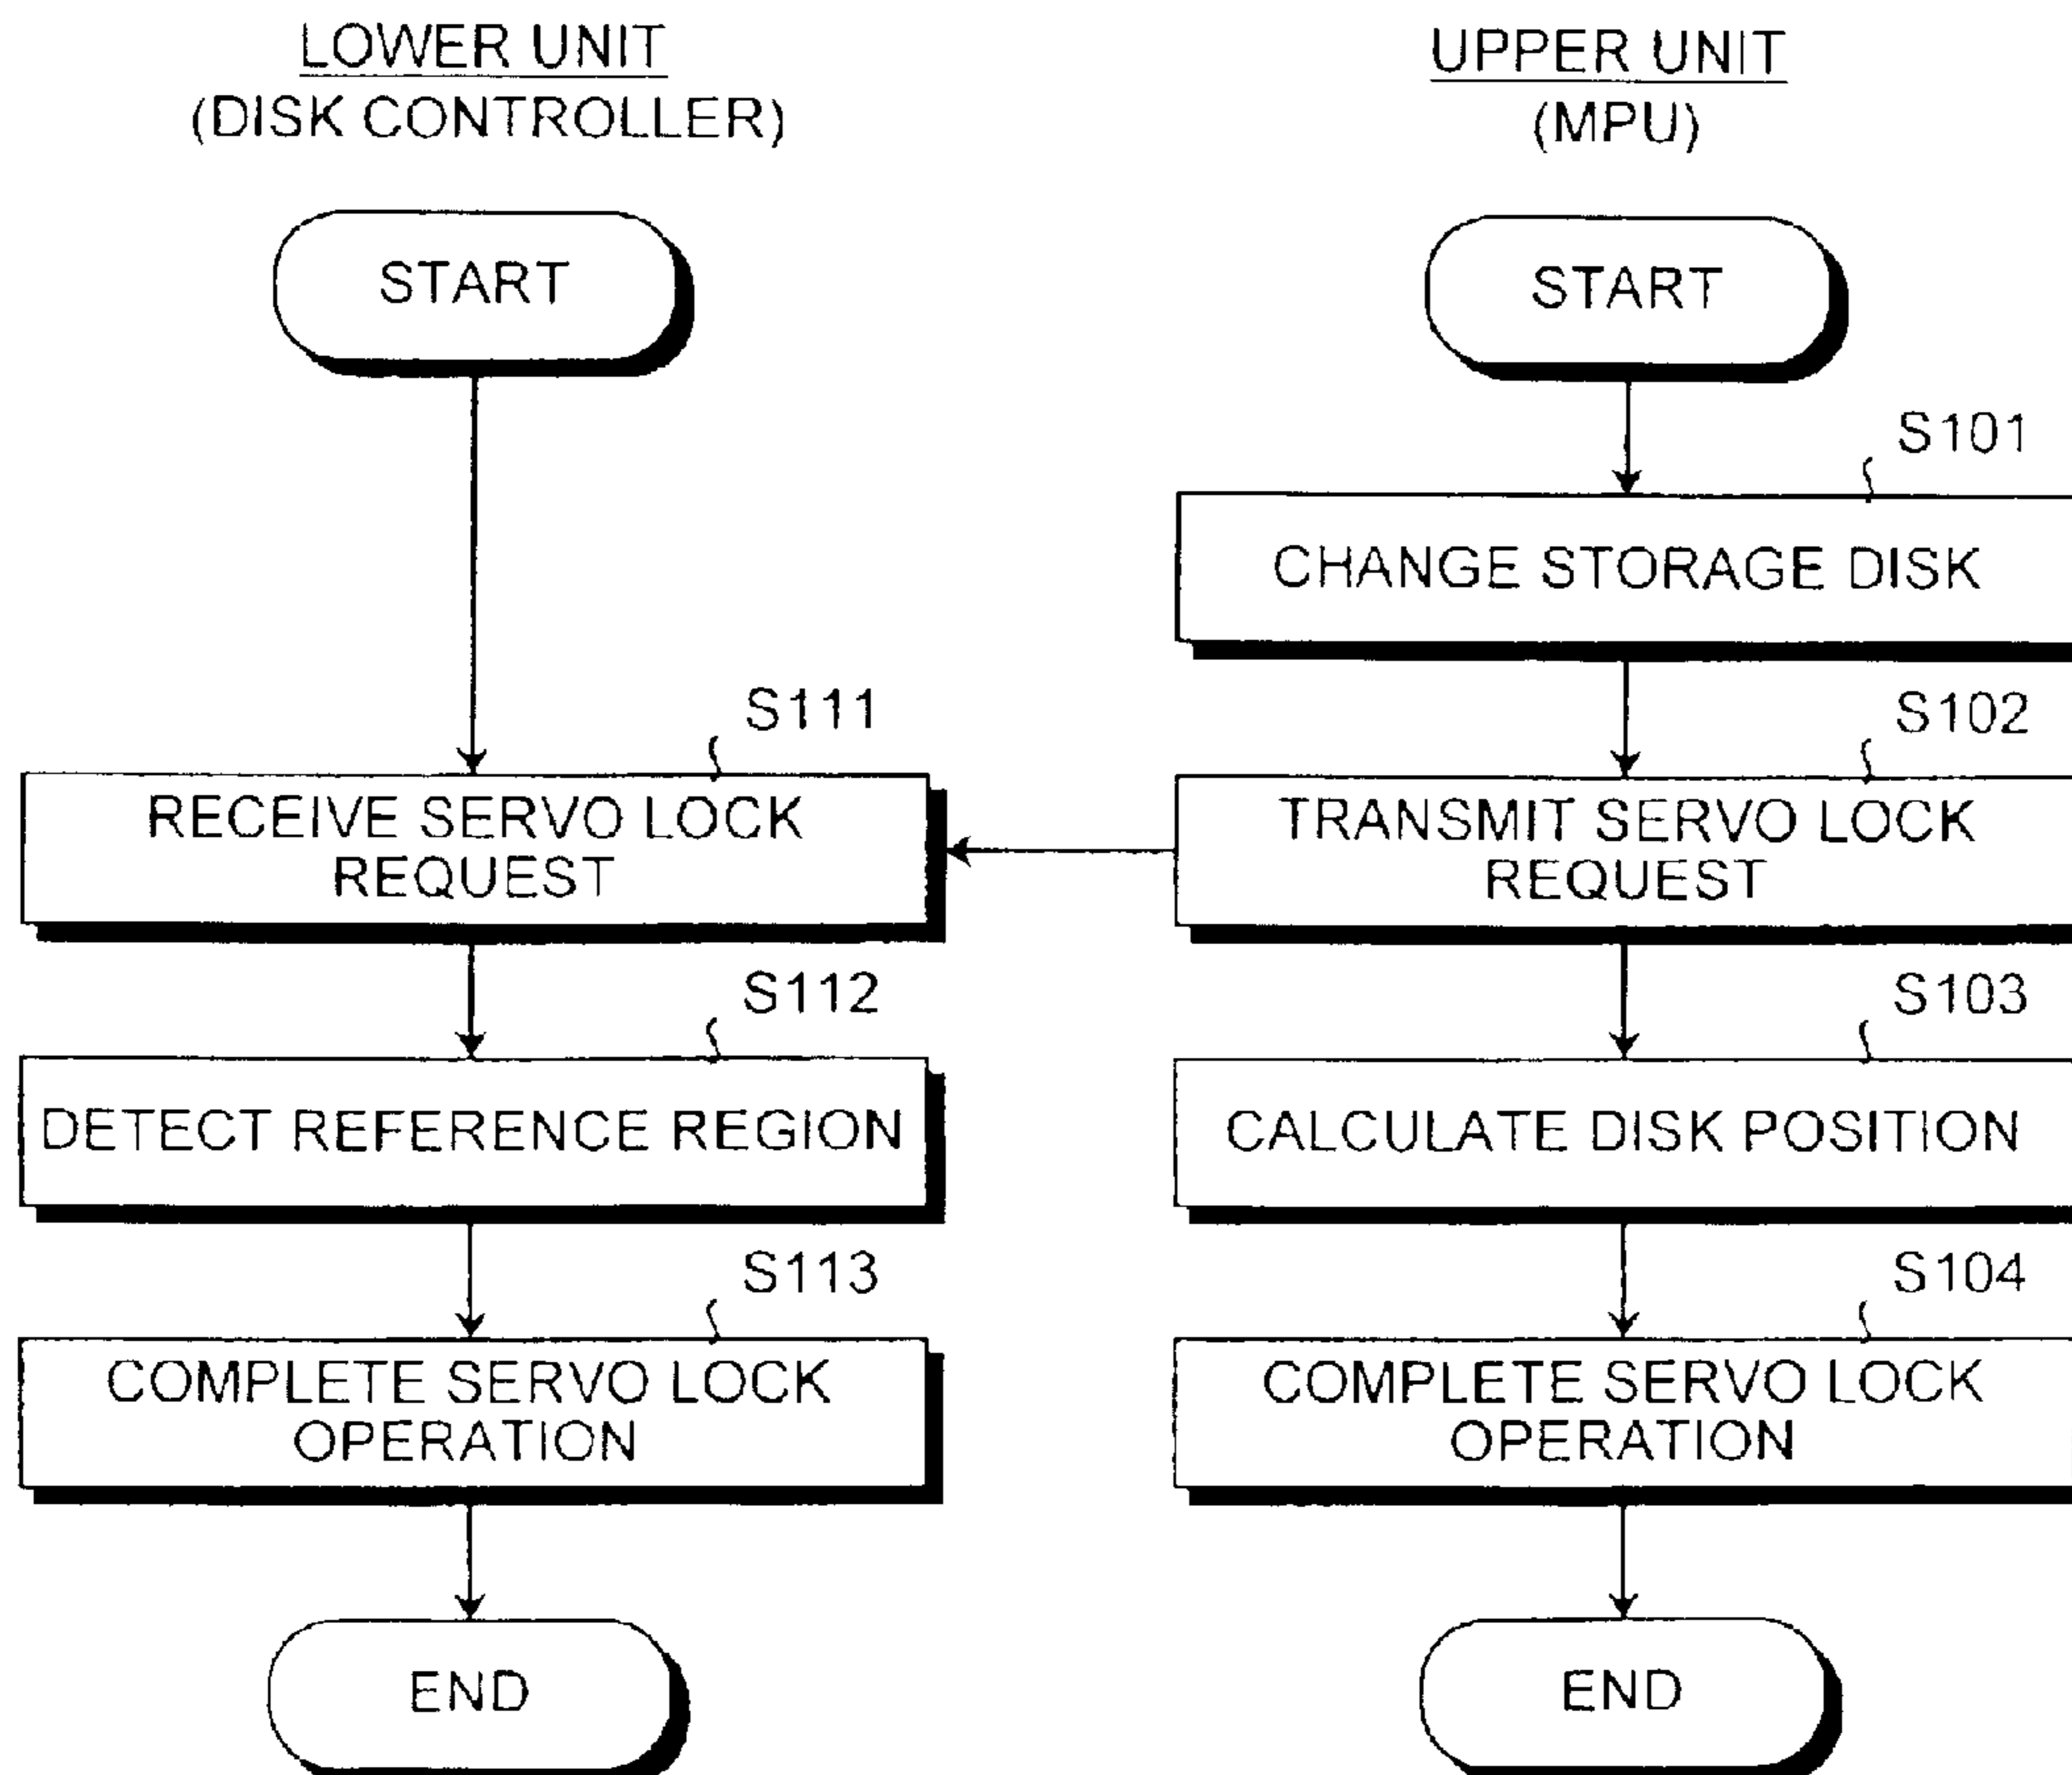 LOWER UNIT
(DISK CONTROLLER)
START
S111
RECEIVE SERVO LOCK
REQUEST
S112
DETECT REFERENCE REGION
S113
COMPLETE SERVO LOCK
OPERATION
END
UPPER UNIT
(MPU)
START
S101
CHANGE STORAGE DISK
S102
TRANSMIT SERVO LOCK
REQUEST
S103
CALCULATE DISK POSITION
S104
COMPLETE SERVO LOCK
OPERATION
END